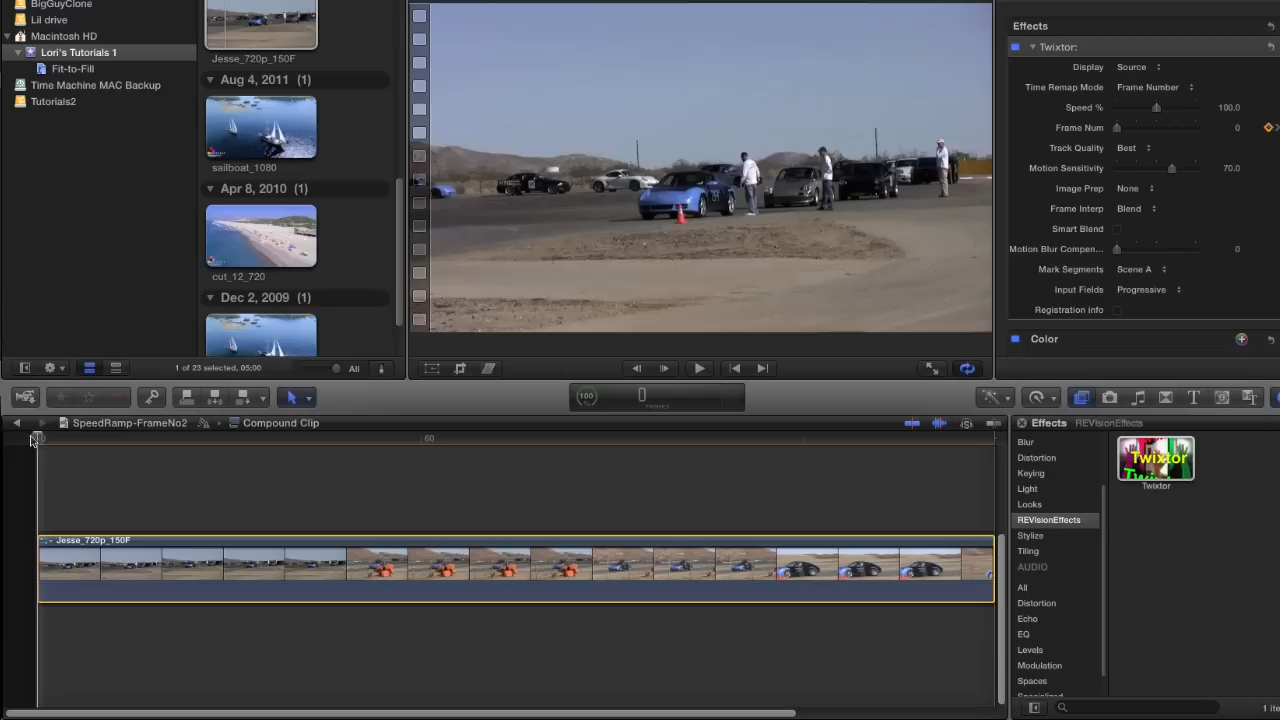 BigGuyClone
Lil drive
Macintosh HD
Lori's Tutorials 1
Fit-to-Fill
Time Machine MAC Backup
Tutorials2
Jesse_720p_150F
Aug 4, 2011 (1)
sailboat_1080
Apr 8, 2010 (1)
cut_12_720
Dec 2, 2009 (1)
1 of 23 selected, 05;00
All
Effects
Twixtor:
Display Source
Time Remap Mode Frame Number
Speed % 100.0
Frame Num 0
Track Quality Best
Motion Sensitivity 70.0
Image Prep None
Frame Interp Blend
Smart Blend
Motion Blur Compen... 0
Mark Segments Scene A
Input Fields Progressive
Registration info
Color
100
SpeedRamp-FrameNo2 Compound Clip
60
Jesse_720p_150F
Effects REVisionEffects
Blur
Distortion
Keying
Light
Looks
REVisionEffects
Stylize
Tiling
AUDIO
All
Distortion
Echo
EQ
Levels
Modulation
Spaces
Specialized
Twixtor
Twixtor
1 ite